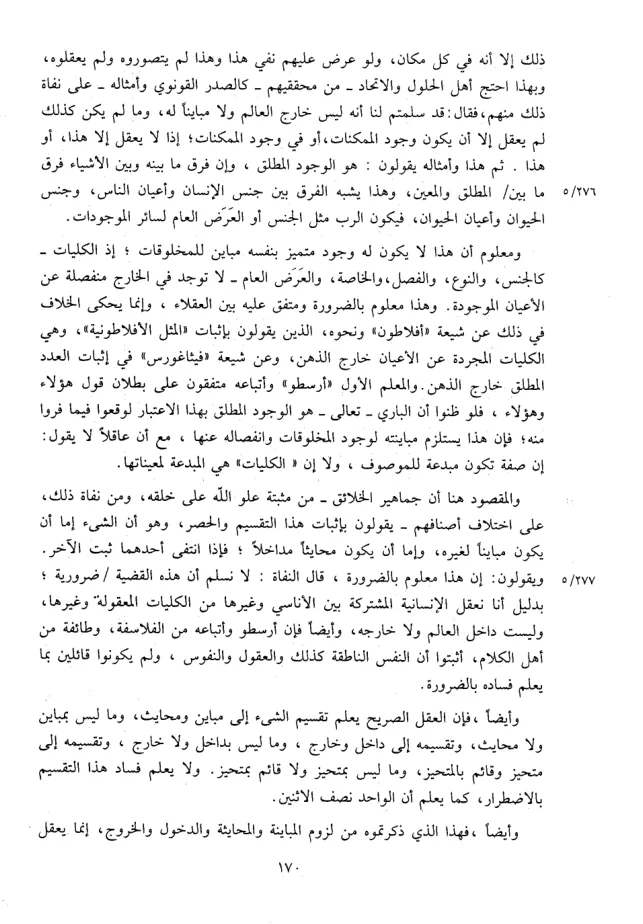 ذلك إلا أنه في كل مكان، ولو عرض عليهم نفي هذا وهذا لم يتصوروه ولم يعقلوه،
وبهذا احتج أهل الحلول والاتحاد ـ من محققيهم ـ كالصدر القونوي وأمثاله ـ على نفاة
ذلك منهم،فقال:قد سلمتم لنا أنه ليس خارج العالم ولا مبايناً له، وما لم يكن كذلك
لم يعقل إلا أن يكون وجود الممكنات،أو في وجود الممكنات؛ إذا لا يعقل إلا هذا، أو
هذا . ثم هذا وأمثاله يقولون : هو الوجود المطلق ، وإن فرق ما بينه وبين الأشياء فرق
ما بين/ المطلق والمعين، وهذا يشبه الفرق بين جنس الإنسان وأعيان الناس، وجنس
٥/٢٧٦
الحيوان وأعيان الحيوان، فيكون الرب مثل الجنس أو العَرَض العام لسائر الموجودات.
ومعلوم أن هذا لا يكون له وجود متميز بنفسه مباين للمخلوقات ؛ إذ الكليات ـ
كالجنس، والنوع، والفصل،والخاصة، والعَرَض العام ـ لا توجد في الخارج منفصلة عن
الأعيان الموجودة. وهذا معلوم بالضرورة ومتفق عليه بين العقلاء ، وإنما يحكى الخلاف
في ذلك عن شيعة «أفلاطون» ونحوه، الذين يقولون بإثبات «المثل الأفلاطونية»، وهي
الكليات المجردة عن الأعيان خارج الذهن، وعن شيعة «فيثاغورس» في إثبات العدد
المطلق خارج الذهن.والمعلم الأول «أرسطو» وأتباعه متفقون على بطلان قول هؤلاء
وهؤلاء ، فلو ظنوا أن الباري ـ تعالى ـ هو الوجود المطلق بهذا الاعتبار لوقعوا فيما فروا
منه؛ فإن هذا يستلزم مباينته لوجود المخلوقات وانفصاله عنها ، مع أن عاقلاً لا يقول:
إن صفة تكون مبدعة للموصوف ، ولا إن « الكليات» هي المبدعة لمعيناتها.
والمقصود هنا أن جماهير الخلائق ـ من مثبتة علو الله على خلقه، ومن نفاة ذلك،
على اختلاف أصنافهم ـ يقولون بإثبات هذا التقسيم والحصر، وهو أن الشىء إما أن
يكون مبايناً لغيره، وإما أن يكون محايثاً مداخلاً ؛ فإذا انتفى أحدهما ثبت الآخر.
ويقولون: إن هذا معلوم بالضرورة ، قال النفاة : لا نسلم أن هذه القضية / ضرورية ؛
٥/٢٧٧
بدليل أنا نعقل الإنسانية المشتركة بين الأناسي وغيرها من الكليات المعقولة وغيرها،
وليست داخل العالم ولا خارجه، وأيضاً فإن أرسطو وأتباعه من الفلاسفة، وطائفة من
أهل الكلام، أثبتوا أن النفس الناطقة كذلك والعقول والنفوس ، ولم يكونوا قائلين بما
يعلم فساده بالضرورة.
وأيضاً ،فإن العقل الصريح يعلم تقسيم الشىء إلى مباين ومحايث، وما ليس بمباين
ولا محايث، وتقسيمه إلى داخل وخارج ، وما ليس بداخل ولا خارج ، وتقسيمه إلى
متحيز وقائم بالمتحيز، وما ليس بمتحيز ولا قائم بمتحيز. ولا يعلم فساد هذا التقسيم
بالاضطرار، كما يعلم أن الواحد نصف الاثنين.
وأيضاً ،فهذا الذي ذكرتموه من لزوم المباينة والمحايثة والدخول والخروج، إنما يعقل
١٧٠